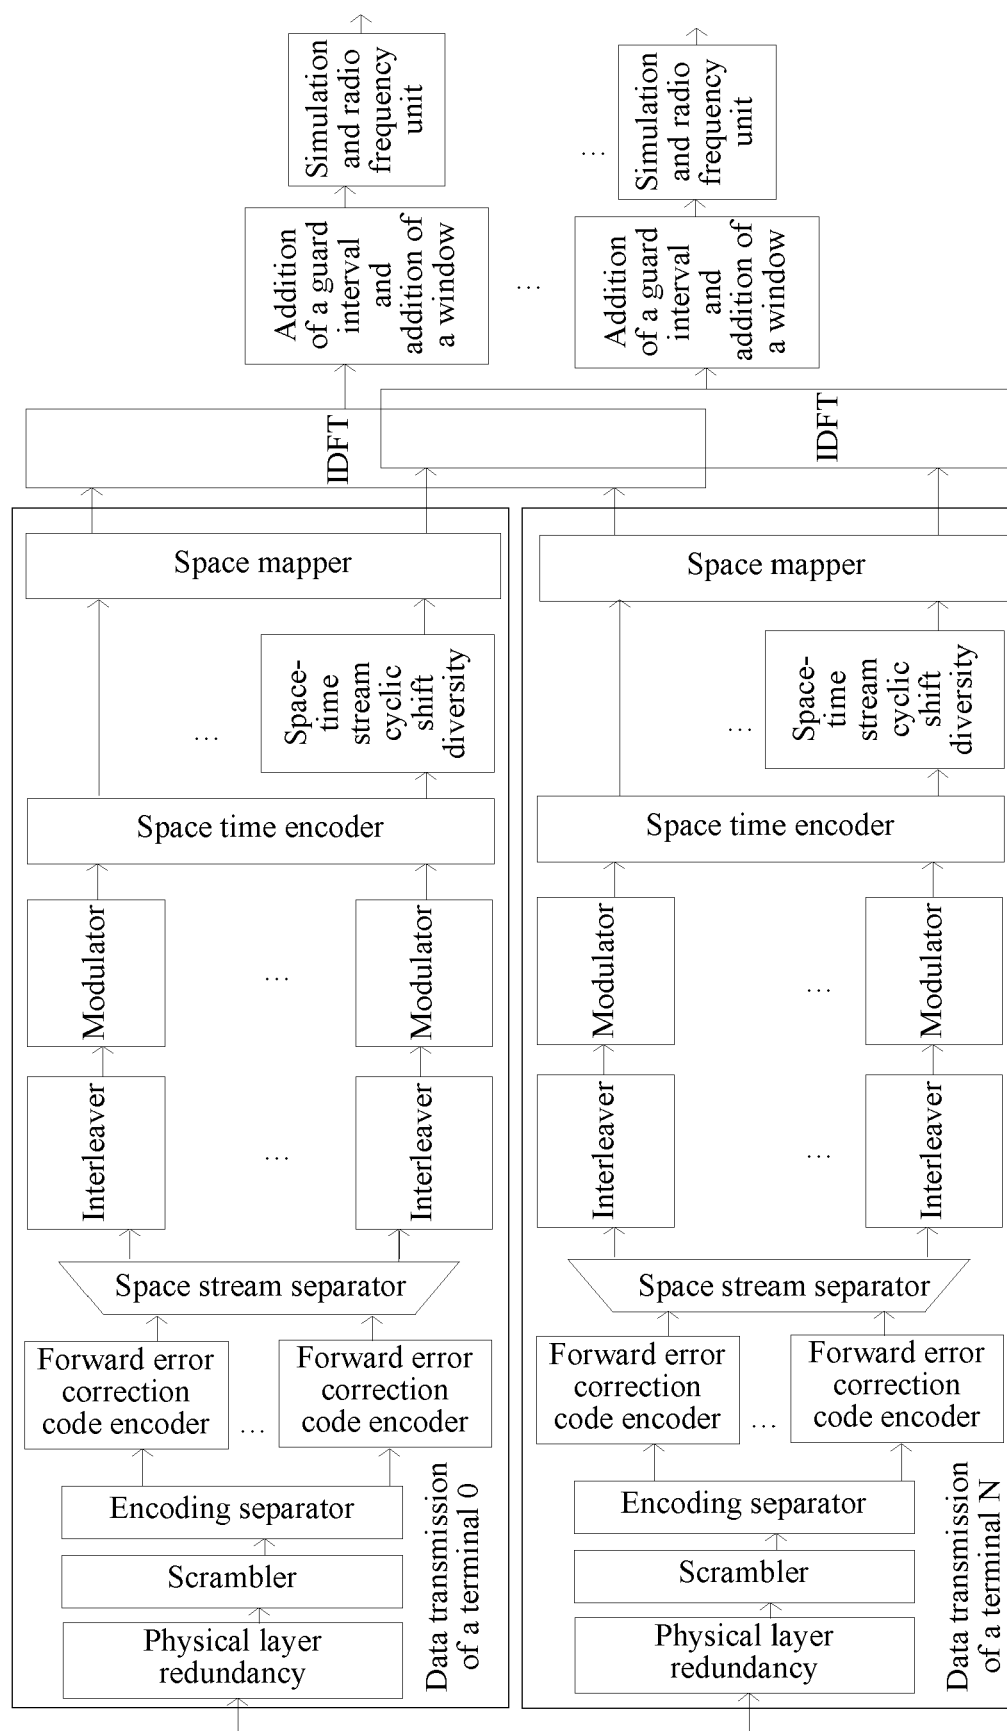 Simulation
and radio
frequency
unit
Simulation
and radio
frequency
unit
...
Addition
of a guard
interval
and
addition of
a window
...
Addition
of a guard
interval
and
addition of
a window
IDFT
IDFT
Space mapper
Space mapper
Space-
time
stream
cyclic
shift
diversity
...
Space-
time
stream
cyclic
shift
diversity
...
Space time encoder
Space time encoder
Modulator
...
Modulator
Modulator
...
Modulator
Interleaver
...
Interleaver
Interleaver
...
Interleaver
Space stream separator
Space stream separator
Forward error
correction
code encoder
...
Forward error
correction
code encoder
Forward error
correction
code encoder
...
Forward error
correction
code encoder
Encoding separator
Encoding separator
Scrambler
Scrambler
Physical layer
redundancy
Physical layer
redundancy
Data transmission
of a terminal 0
Data transmission
of a terminal N